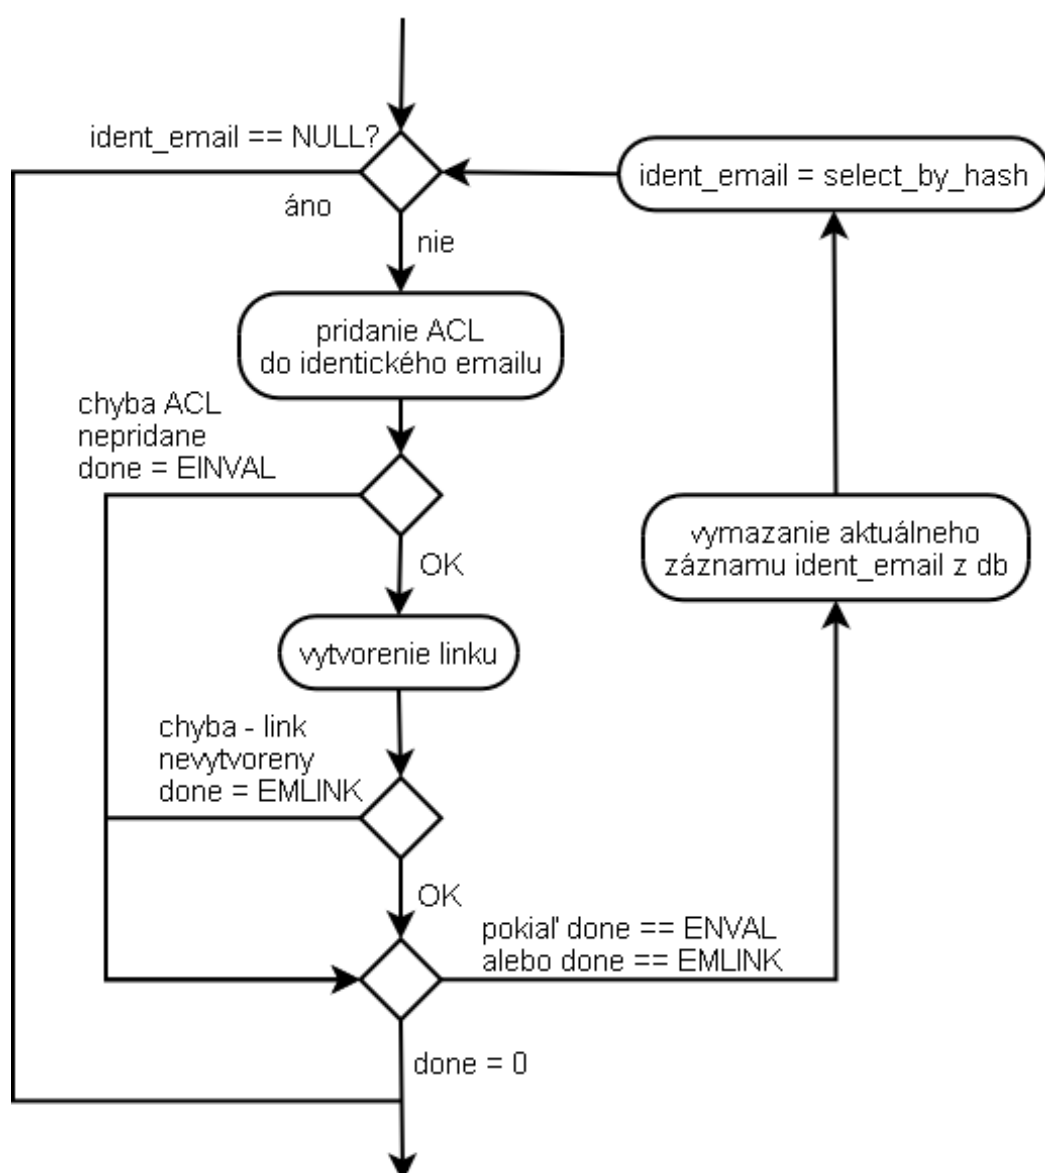 ident_email == NULL?
áno
nie
ident_email = select_by_hash
pridanie ACL
do identického emailu
chyba ACL
nepridane
done = EINVAL
OK
vymazanie aktuálneho
záznamu ident_email z db
vytvorenie linku
chyba - link
nevytvoreny
done = EMLINK
OK
pokiaľ done == ENVAL
alebo done == EMLINK
done = 0